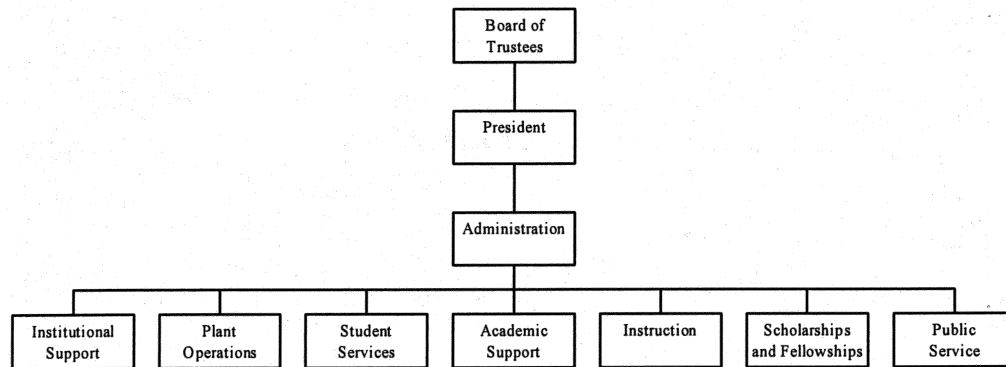 Board of
Trustees
President
Administration
Institutional
Support
Plant
Operations
Student
Services
Academic
Support
Instruction
Scholarships
and Fellowships
Public
Service